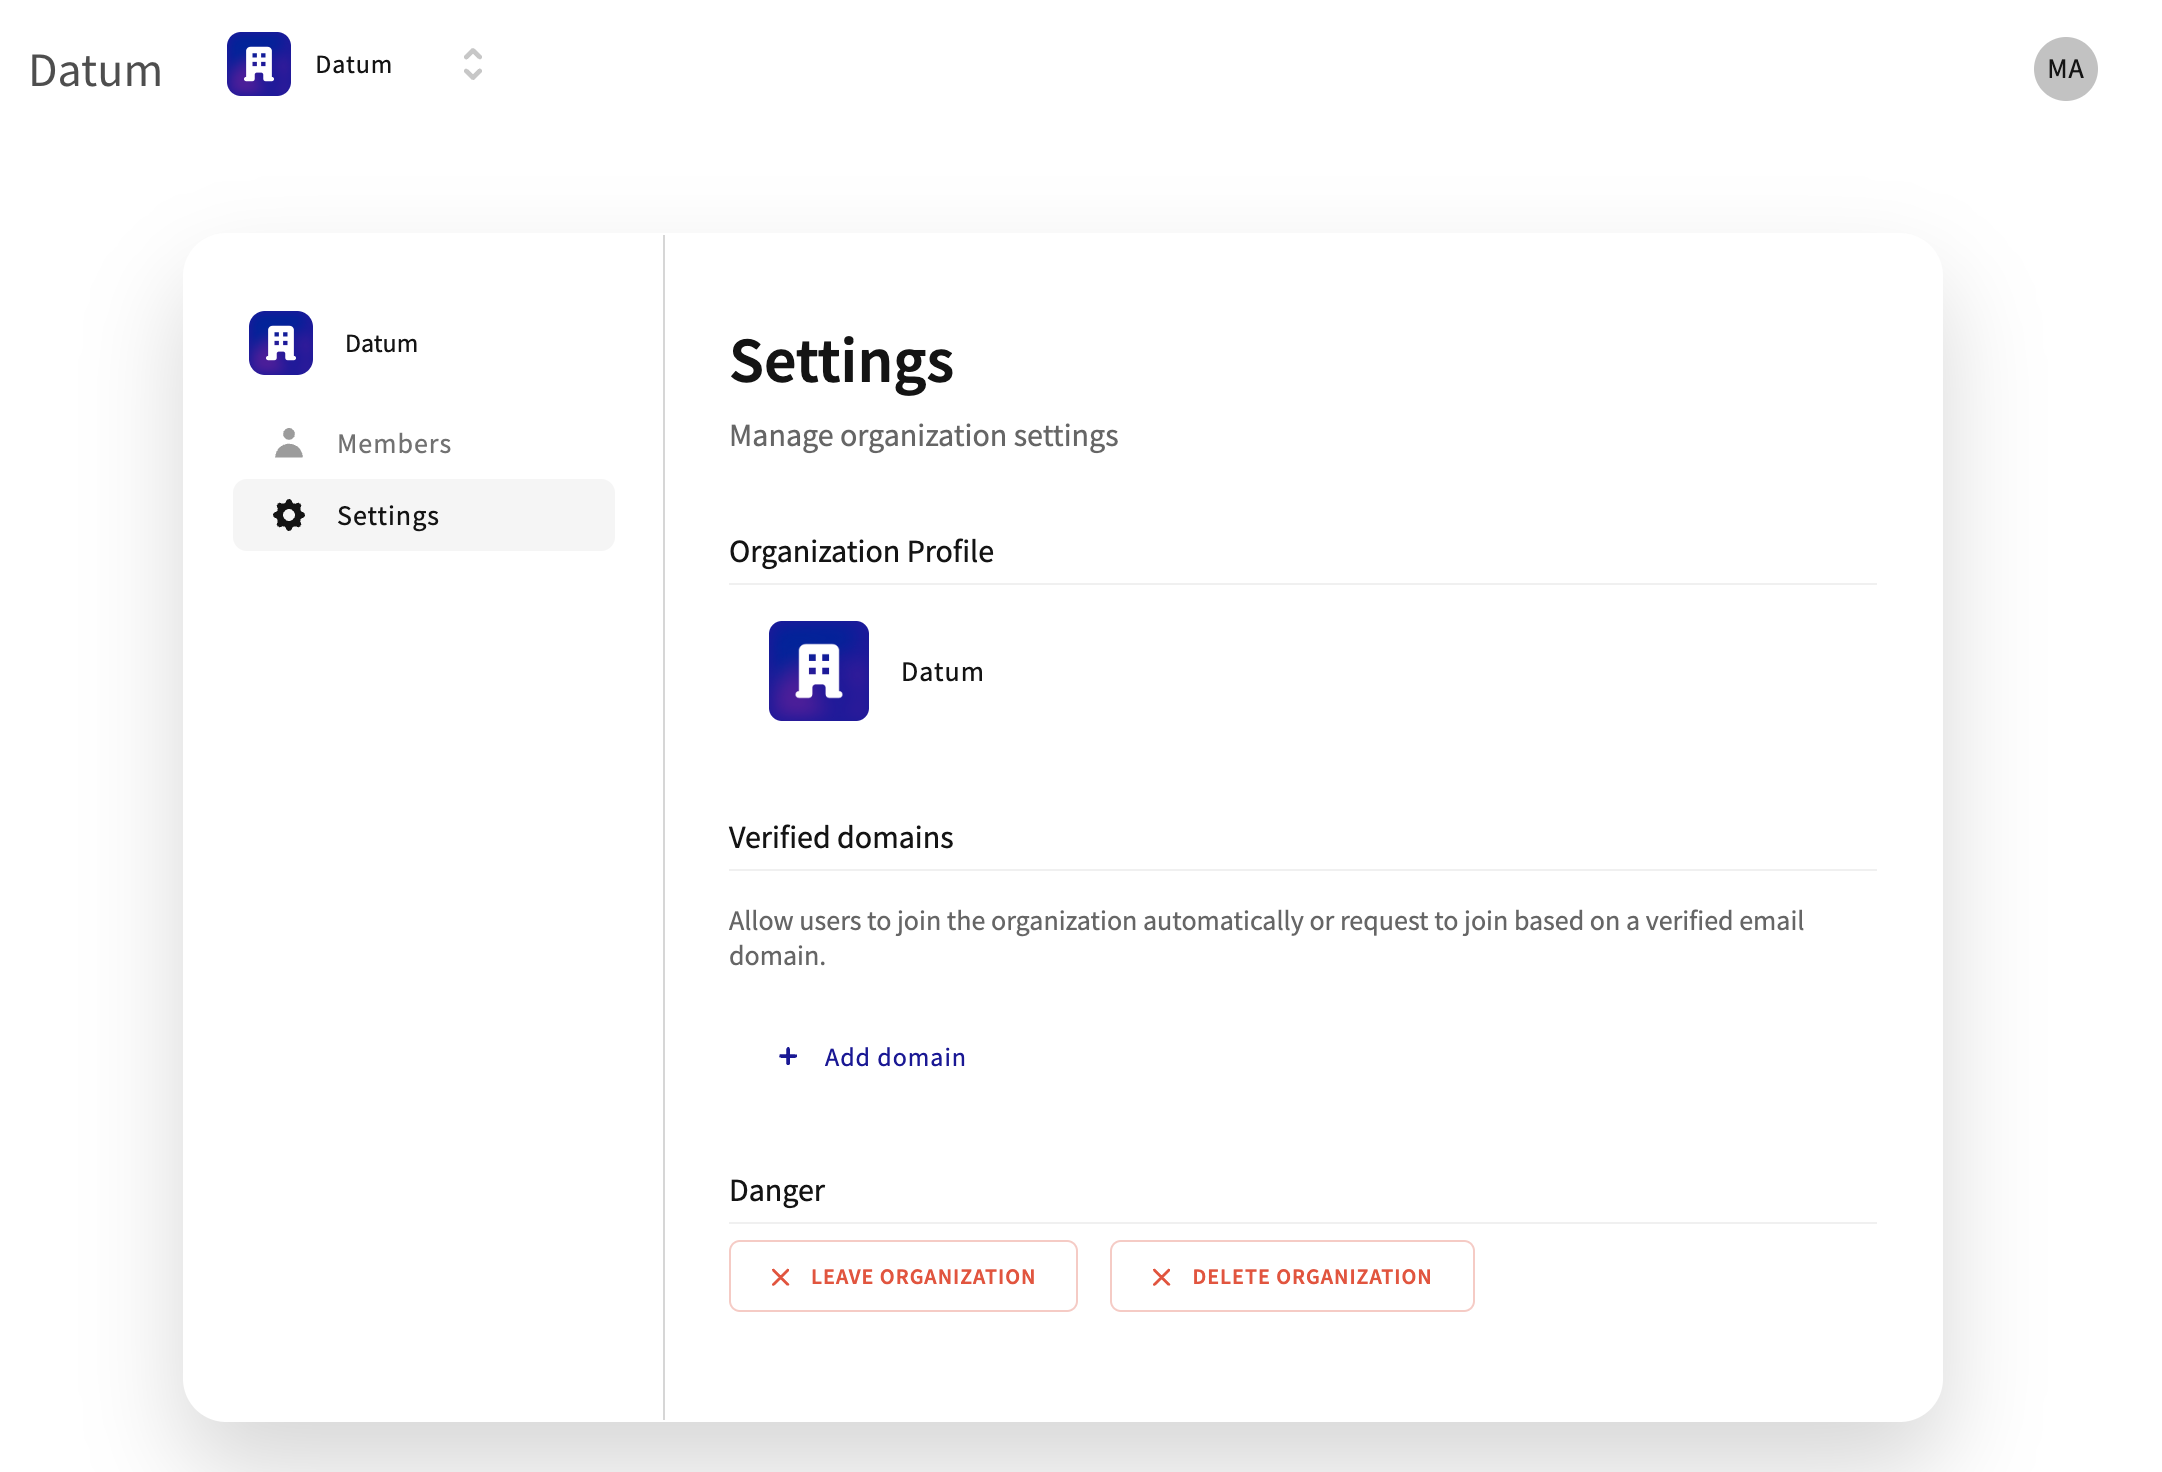 Datum
Datum
MA
Datum
Members
Settings
Settings
Manage organization settings
Organization Profile
Datum
Verified domains
Allow users to join the organization automatically or request to join based on a verified email
domain.
+ Add domain
Danger
LEAVE ORGANIZATION
DELETE ORGANIZATION